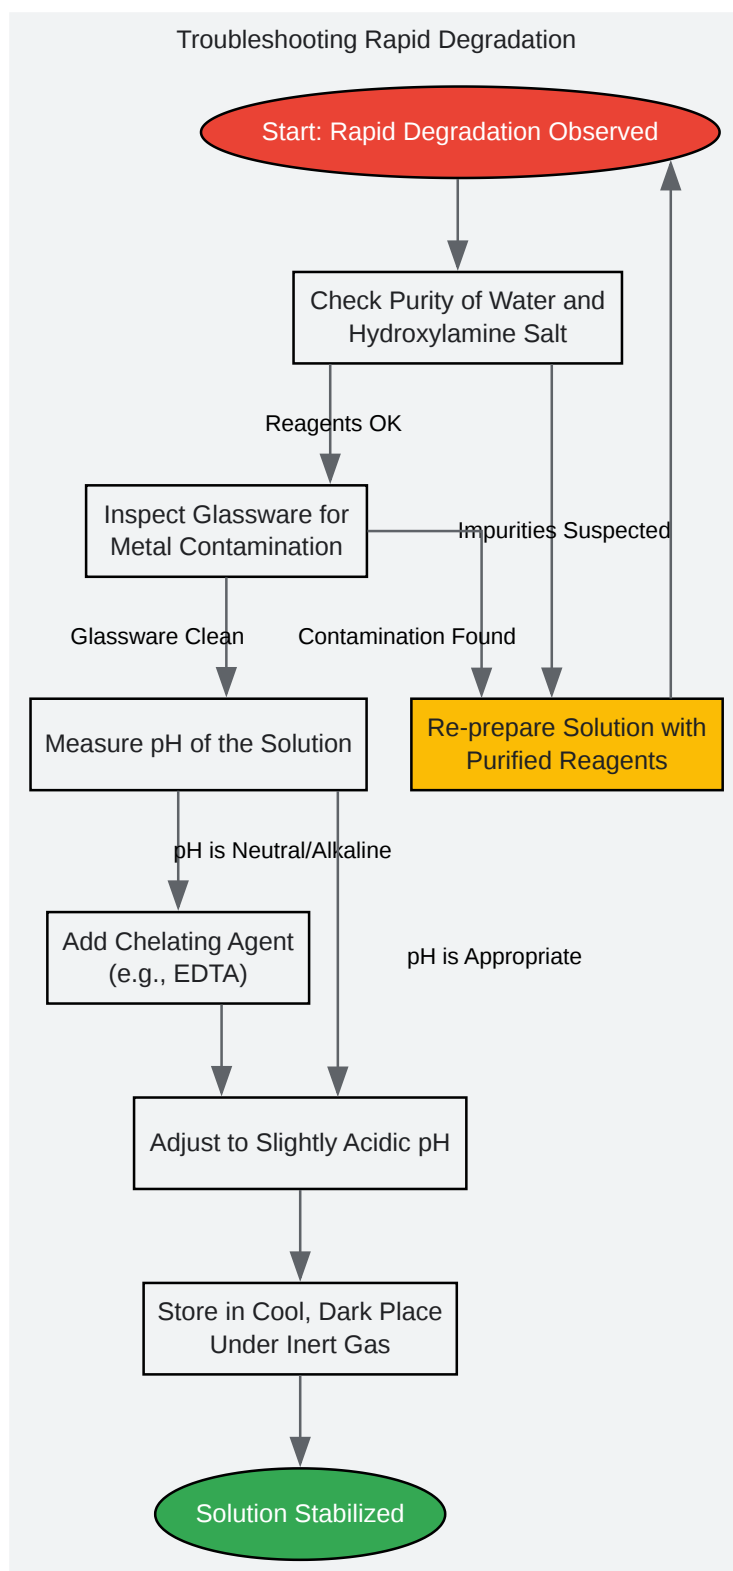 Troubleshooting Rapid Degradation
Start: Rapid Degradation Observed
Check Purity of Water and
Hydroxylamine Salt
Reagents OK
Inspect Glassware for
Metal Contamination
Impurities Suspected
Glassware Clean
Contamination Found
Measure pH of the Solution
Re-prepare Solution with
Purified Reagents
pH is Neutral/Alkaline
Add Chelating Agent
(e.g., EDTA)
pH is Appropriate
Adjust to Slightly Acidic pH
Store in Cool, Dark Place
Under Inert Gas
Solution Stabilized